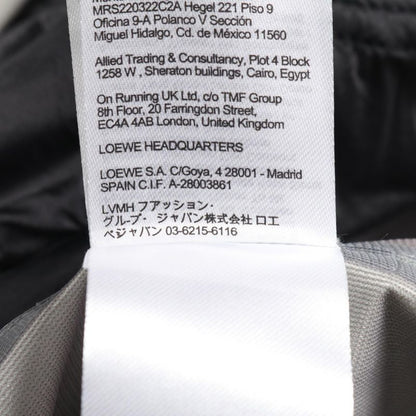 MRS220322C2A Hegel 221 Piso 9
Oficina 9-A Polanco V Sección
Miguel Hidalgo, Cd. de México 11560
Allied Trading & Consultancy, Plot 4 Block
1258 W , Sheraton buildings, Cairo, Egypt
On Running UK Ltd, c/o TMF Group
8th Floor, 20 Farringdon Street,
EC4A 4AB London, United Kingdom
LOEWE HEADQUARTERS
LOEWE S.A. C/Goya, 4 28001 - Madrid
SPAIN C.I.F. A-28003861
LVMH ファッション・
グループ・ ジャパン株式会社 ロエ
ベジャパン 03-6215-6116